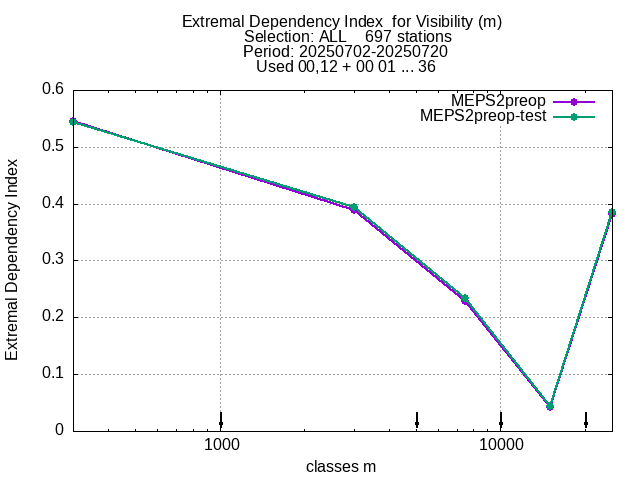 Extremal Dependency Index  for Visibility (m)
Selection: ALL    697 stations
Period: 20250702-20250720
Used 00,12 + 00 01 ... 36
MEPS2preop
MEPS2preop-test
0.6
0.5
0.4
0.3
0.2
0.1
0
Extremal Dependency Index
1000
10000
classes m